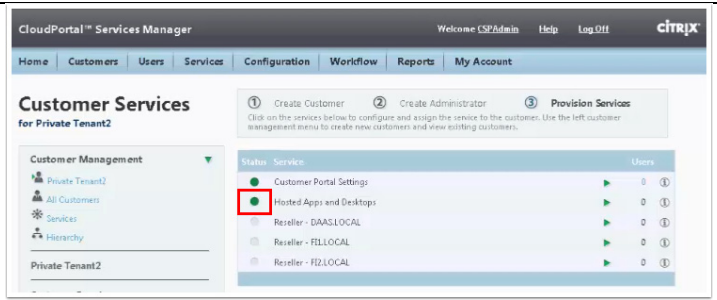 CloudPortal™ Services Manager
Welcome CSPAdmin Help Log Off CITRIX
Home Customers Users Services Configuration Workflow Reports My Account
Customer Services
for Private Tenant2
1 Create Customer 2 Create Administrator 3 Provision Services
Click on the services below to configure and assign the service to the customer. Use the left customer
management menu to create new customers and view existing customers.
Customer Management
Private Tenant2
All Customers
Services
Hierarchy
Private Tenant2
Status Service Users
Customer Portal Settings 0
Hosted Apps and Desktops 0
Reseller - DAAS.LOCAL 0
Reseller - FI1.LOCAL 0
Reseller - FI2.LOCAL 0